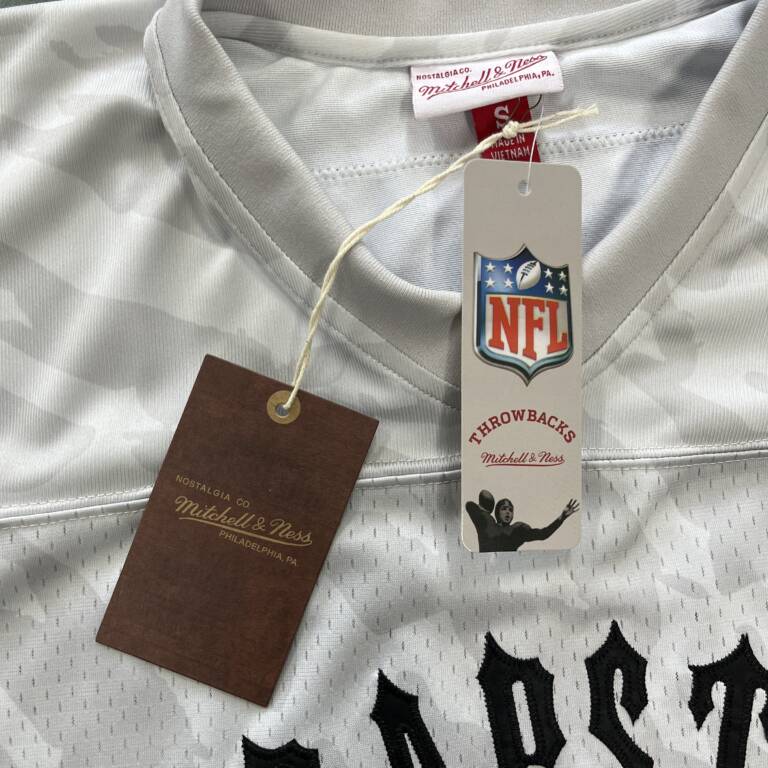 NOSTALGIA CO.
Mitchell & Ness
PHILADELPHIA, PA.
S
MADE IN
VIETNAM
NFL
THROWBACKS
Mitchell & Ness
NOSTALGIA CO.
Mitchell & Ness
PHILADELPHIA, PA